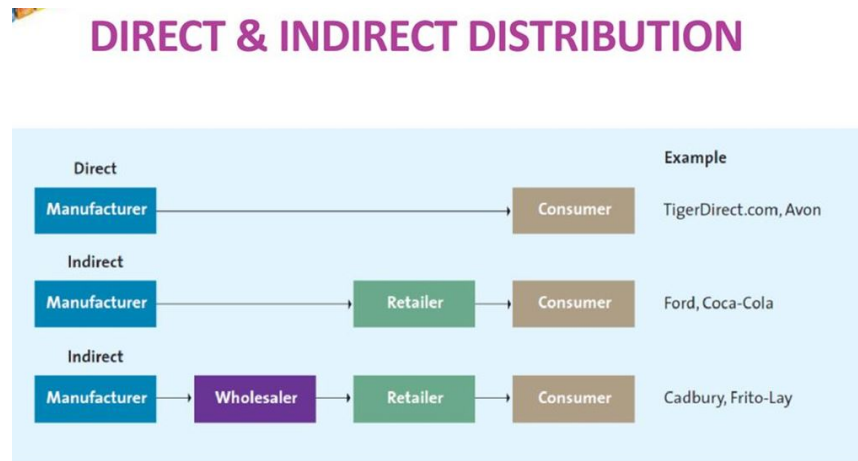 DIRECT & INDIRECT DISTRIBUTION
Example
Direct
Manufacturer Consumer TigerDirect.com, Avon
Indirect
Manufacturer Retailer Consumer Ford, Coca-Cola
Indirect
Manufacturer Wholesaler Retailer Consumer Cadbury, Frito-Lay